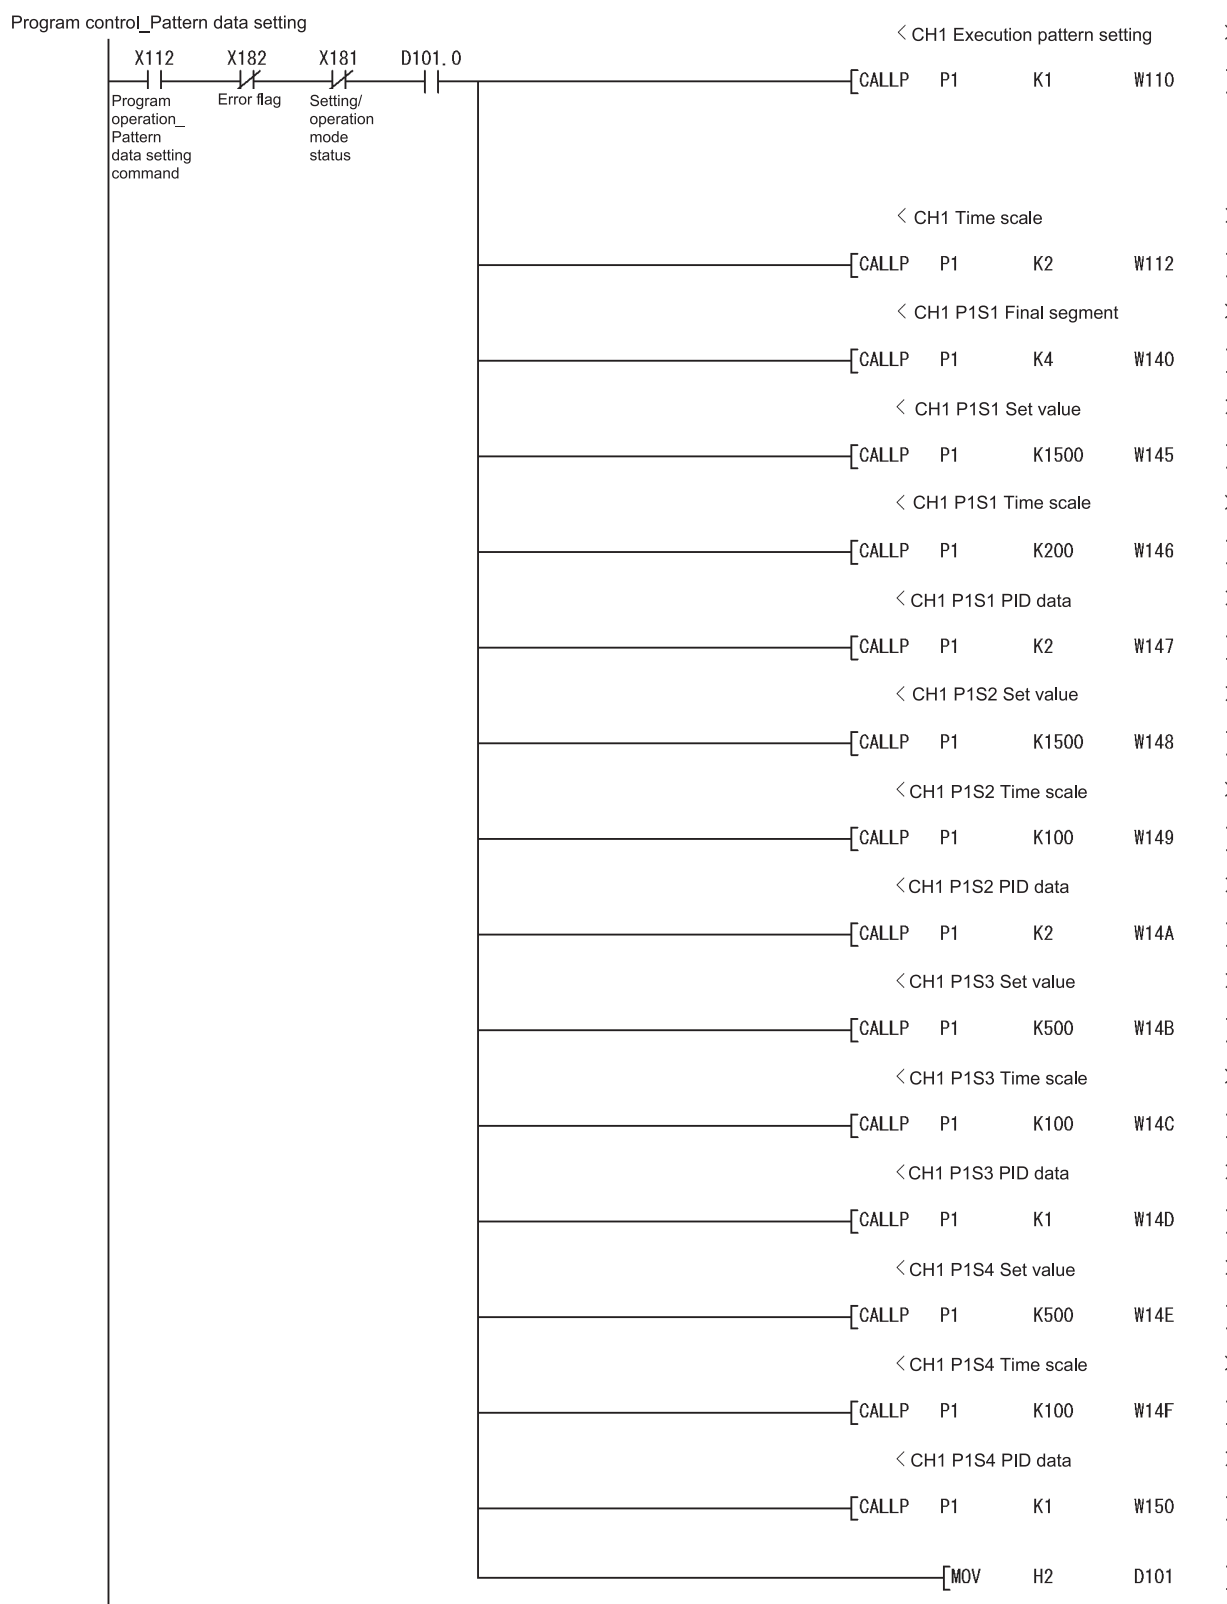 Program control_Pattern data setting
< CH1 Execution pattern setting
X112 X182 X181 D101.0
[CALLP P1 K1 W110
Program operation_ Pattern data setting command
Error flag
Setting/ operation mode status
< CH1 Time scale
[CALLP P1 K2 W112
< CH1 P1S1 Final segment
[CALLP P1 K4 W140
< CH1 P1S1 Set value
[CALLP P1 K1500 W145
< CH1 P1S1 Time scale
[CALLP P1 K200 W146
< CH1 P1S1 PID data
[CALLP P1 K2 W147
< CH1 P1S2 Set value
[CALLP P1 K1500 W148
< CH1 P1S2 Time scale
[CALLP P1 K100 W149
< CH1 P1S2 PID data
[CALLP P1 K2 W14A
< CH1 P1S3 Set value
[CALLP P1 K500 W14B
< CH1 P1S3 Time scale
[CALLP P1 K100 W14C
< CH1 P1S3 PID data
[CALLP P1 K1 W14D
< CH1 P1S4 Set value
[CALLP P1 K500 W14E
< CH1 P1S4 Time scale
[CALLP P1 K100 W14F
< CH1 P1S4 PID data
[CALLP P1 K1 W150
[MOV H2 D101